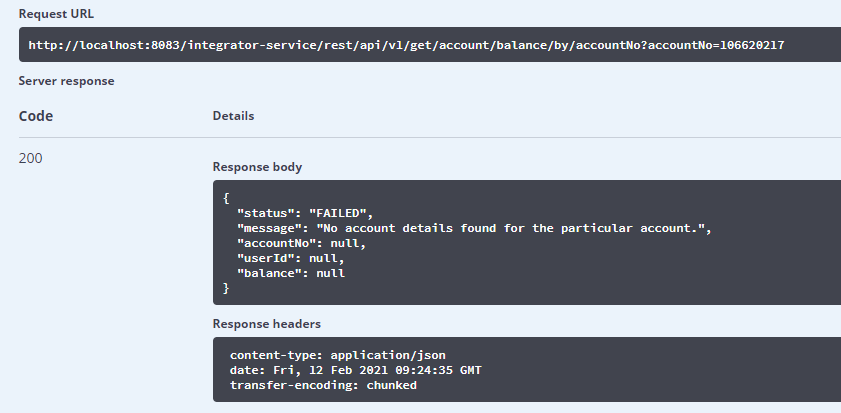 Request URL
http://localhost:8083/integrator-service/rest/api/v1/get/account/balance/by/accountNo?accountNo=106620217
Server response
Code Details
200
Response body
{
"status": "FAILED",
"message": "No account details found for the particular account.",
"accountNo": null,
"userId": null,
"balance": null
}
Response headers
content-type: application/json
date: Fri, 12 Feb 2021 09:24:35 GMT
transfer-encoding: chunked